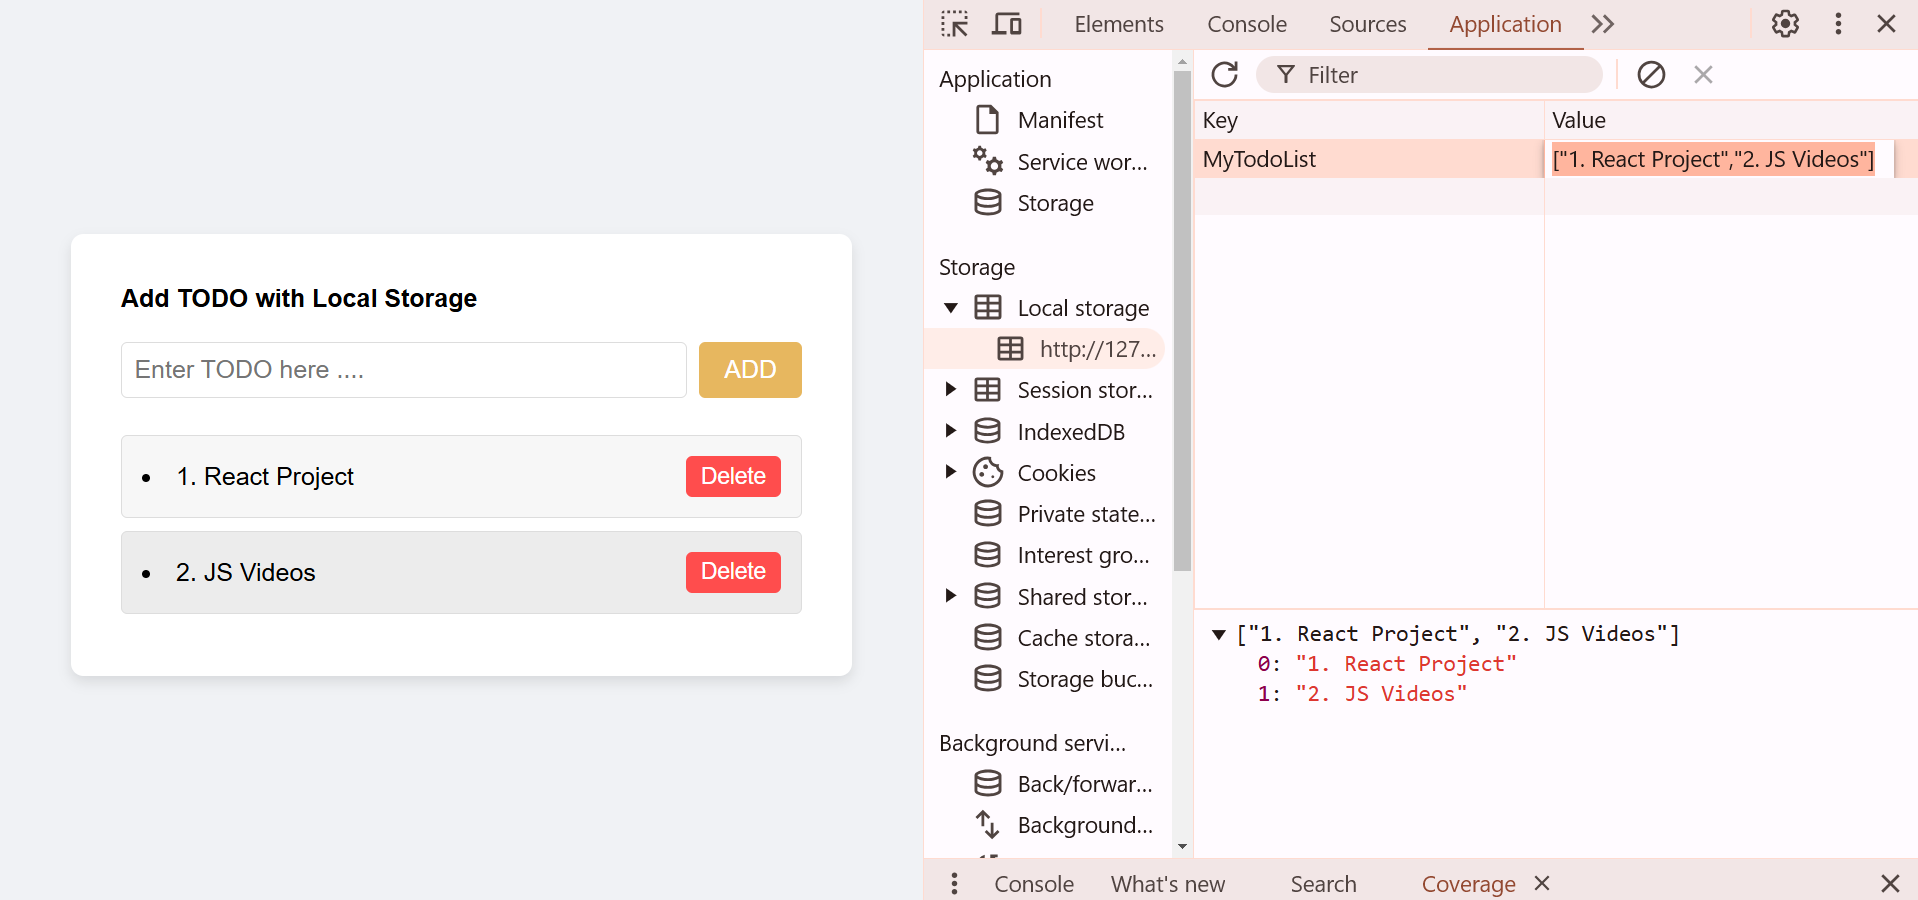 Add TODO with Local Storage
Enter TODO here ....
ADD
1. React Project
Delete
2. JS Videos
Delete
Elements
Console
Sources
Application
Application
Manifest
Service wor...
Storage
Storage
Local storage
http://127...
Session stor...
IndexedDB
Cookies
Private state...
Interest gro...
Shared stor...
Cache stora...
Storage buc...
Background servi...
Back/forwar...
Background...
Filter
Key
Value
MyTodoList
["1. React Project","2. JS Videos"]
["1. React Project", "2. JS Videos"]
0: "1. React Project"
1: "2. JS Videos"
Console
What's new
Search
Coverage